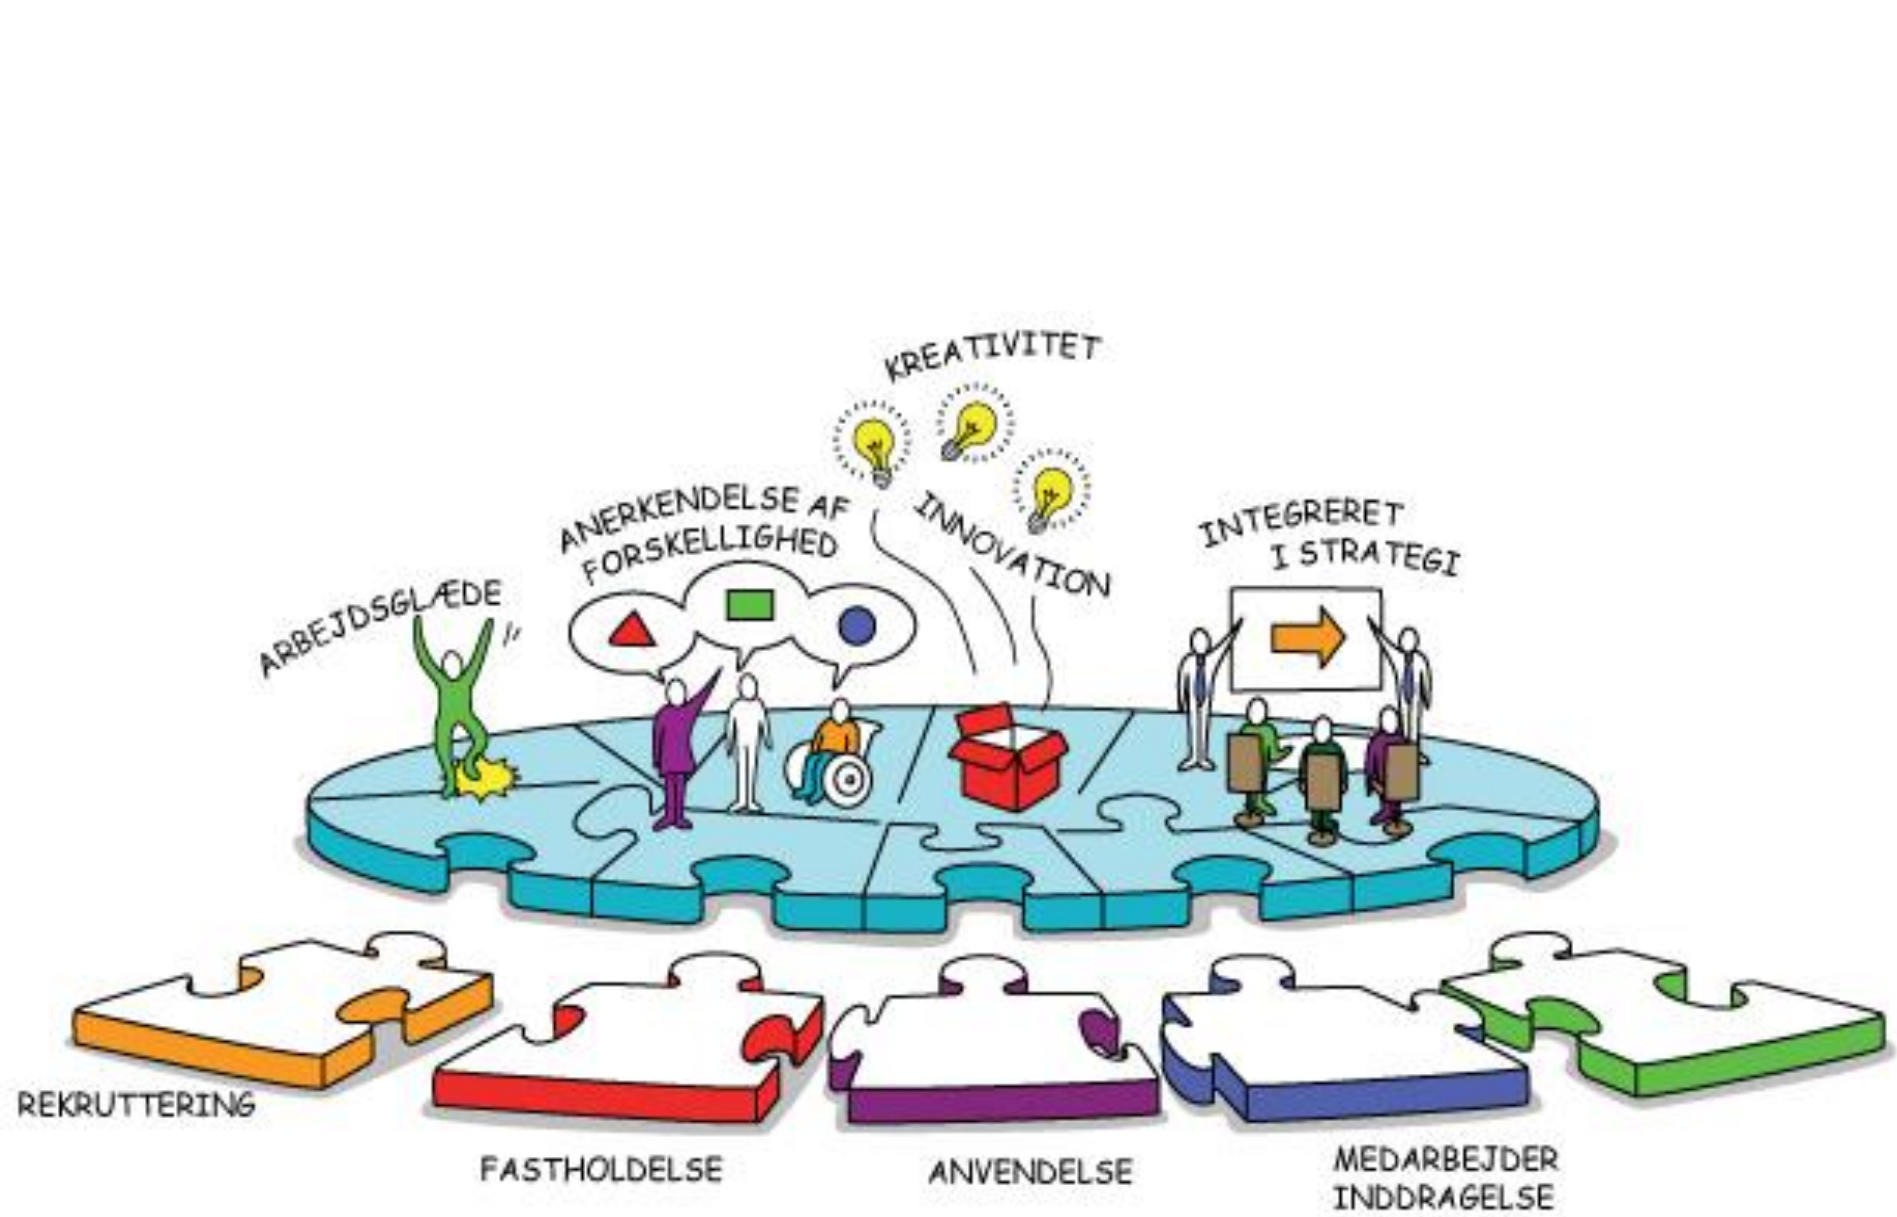 KREATIVITET
INNOVATION
ANERKENDELSE AF
FORSKELLIGHED
INTEGRERET
I STRATEGI
ARBEJDSGLÆDE
REKRUTTERING
FASTHOLDELSE
ANVENDELSE
MEDARBEJDER
INDDRAGELSE